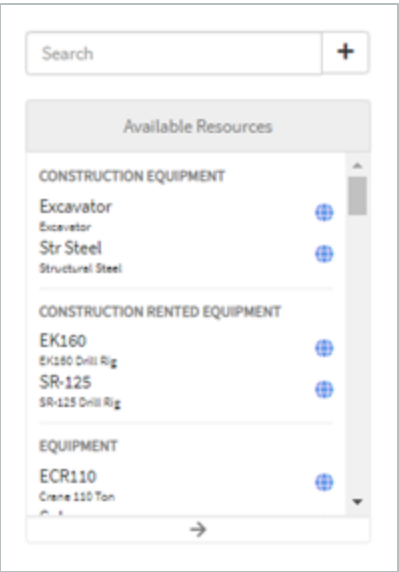 Search
Available Resources
CONSTRUCTION EQUIPMENT
Excavator
Excavator
Str Steel
Structural Steel
CONSTRUCTION RENTED EQUIPMENT
EK160
EK160 Drill Rig
SR-125
SR-125 Drill Rig
EQUIPMENT
ECR110
Crane 110 Ton